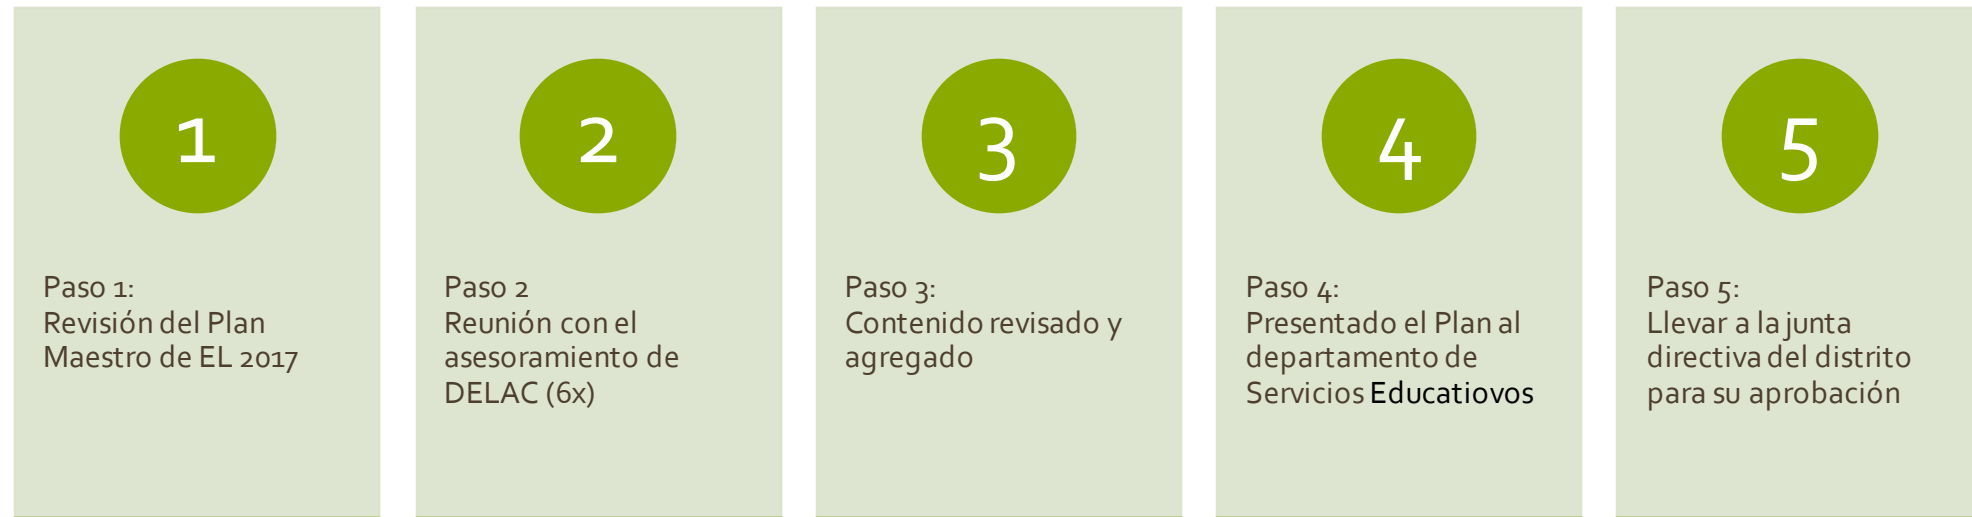 1
Paso 1:
Revisión del Plan
Maestro de EL 2017
2
Paso 2
Reunión con el
asesoramiento de
DELAC (6x)
3
Paso 3:
Contenido revisado y
agregado
4
Paso 4:
Presentado el Plan al
departamento de
Servicios Educatiovos
5
Paso 5:
Llevar a la junta
directiva del distrito
para su aprobación